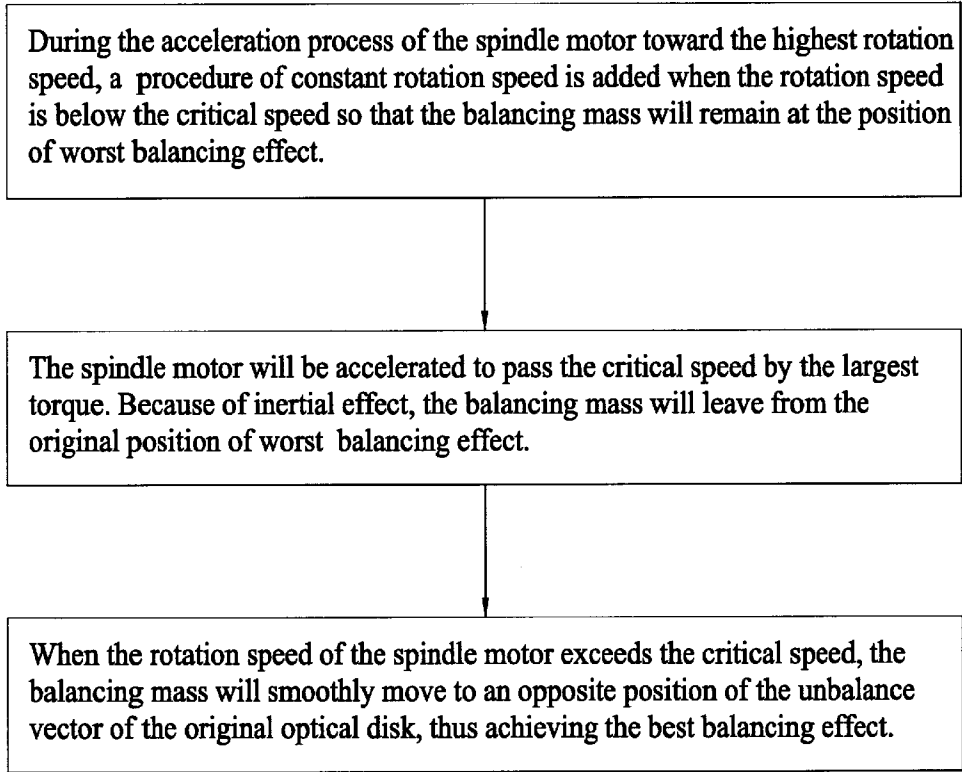 During the acceleration process of the spindle motor toward the highest rotation
speed, a procedure of constant rotation speed is added when the rotation speed
is below the critical speed so that the balancing mass will remain at the position
of worst balancing effect.
The spindle motor will be accelerated to pass the critical speed by the largest
torque. Because of inertial effect, the balancing mass will leave from the
original position of worst balancing effect.
When the rotation speed of the spindle motor exceeds the critical speed, the
balancing mass will smoothly move to an opposite position of the unbalance
vector of the original optical disk, thus achieving the best balancing effect.